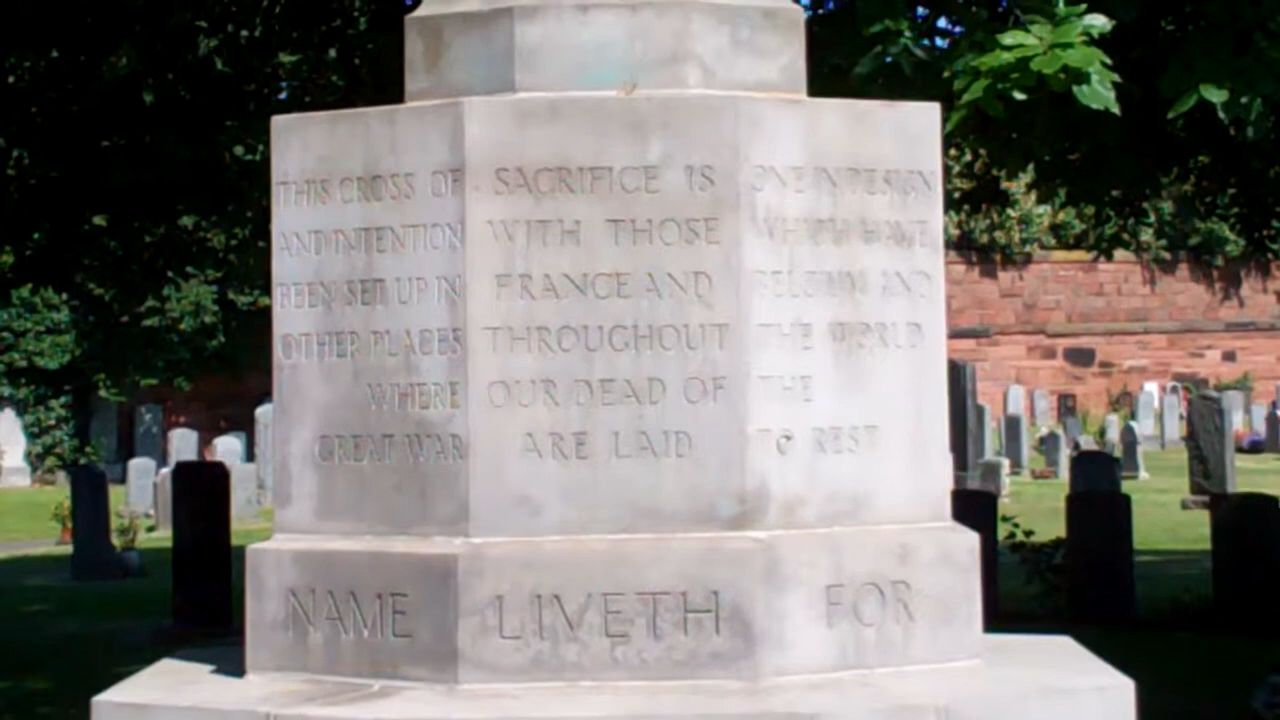 THIS CROSS OF SACRIFICE IS ONE IN DESIGN
AND INTENTION WITH THOSE WHICH HAVE
BEEN SET UP IN FRANCE AND BELGIUM AND
OTHER PLACES THROUGHOUT THE WORLD
WHERE OUR DEAD OF THE
GREAT WAR ARE LAID TO REST
NAME LIVETH FOR